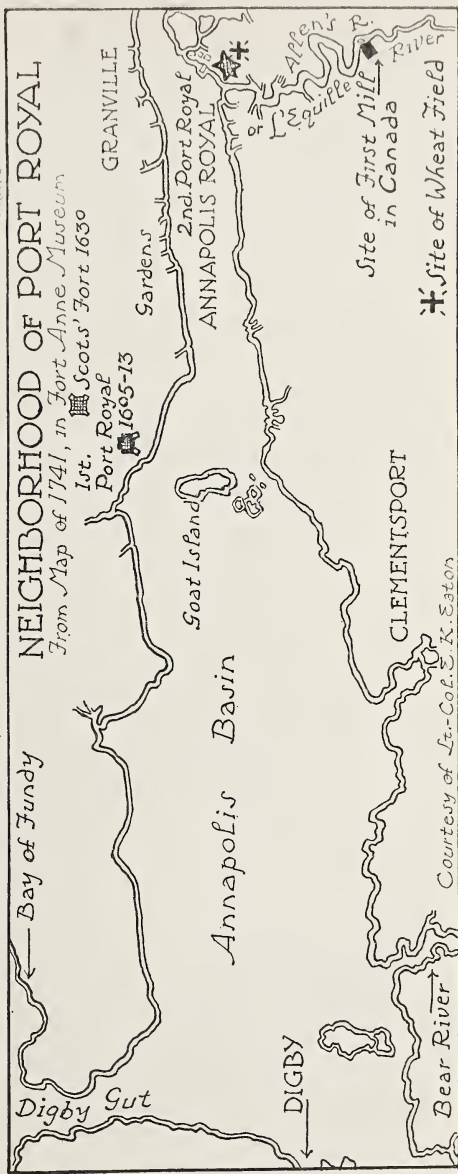 NEIGHBORHOOD OF PORT ROYAL
From Map of 1741, in Fort Anne Museum
Ist.
Scots' Fort 1630
Port Royal
1605-13
Bay of Fundy
Digby Gut
GRANVILLE
Gardens
2nd. Port Royal
ANNAPOLIS ROYAL
Goat Island
Annapolis Basin
Allen's R.
or L'Equille River
Site of First Mill
in Canada
Site of Wheat Field
CLEMENTSPORT
DIGBY
Bear River
Courtesy of Lt.-Col. E. K. Eaton